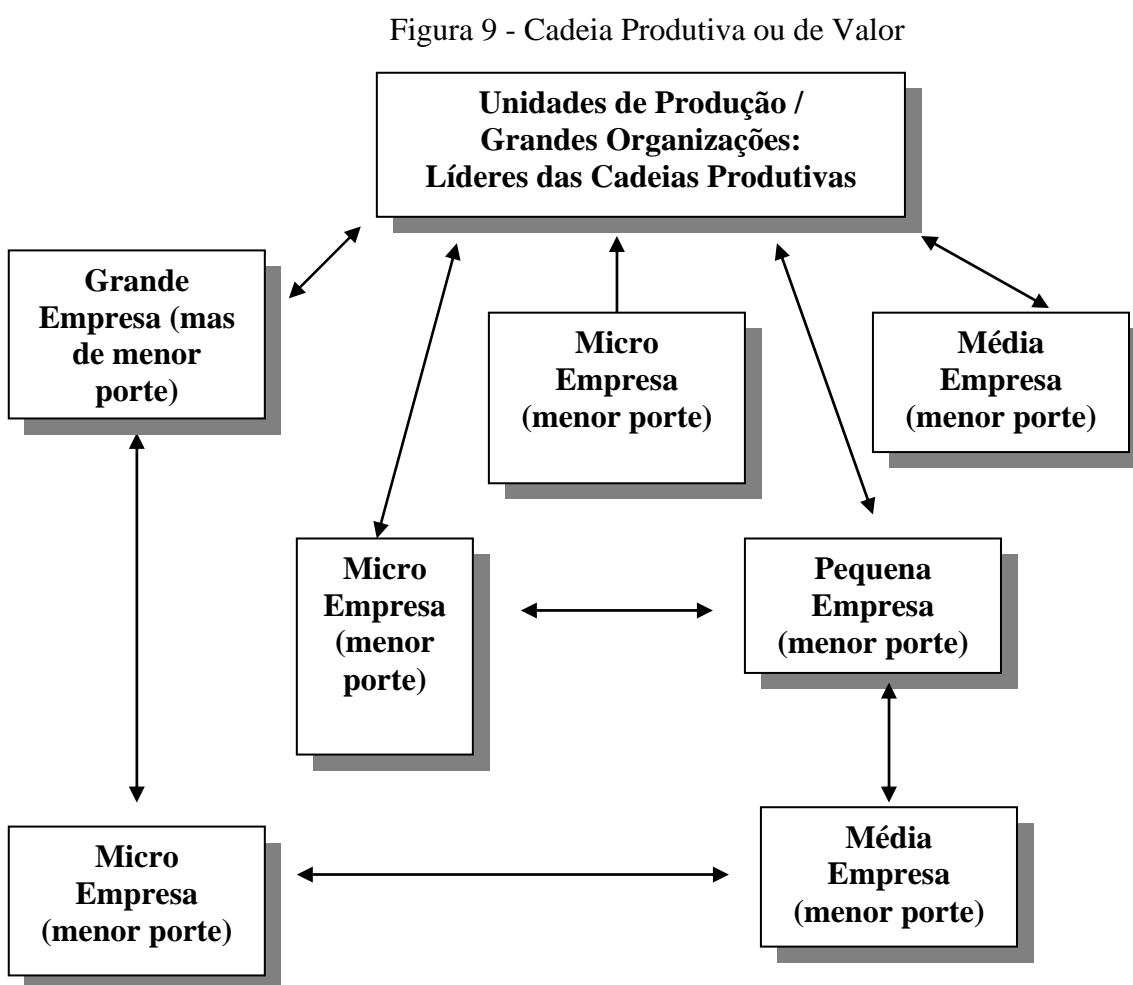 Figura 9 - Cadeia Produtiva ou de Valor
Unidades de Produção /
Grandes Organizações:
Líderes das Cadeias Produtivas
Grande
Empresa (mas
de menor
porte)
Micro
Empresa
(menor porte)
Média
Empresa
(menor porte)
Micro
Empresa
(menor
porte)
Pequena
Empresa
(menor porte)
Micro
Empresa
(menor porte)
Média
Empresa
(menor porte)